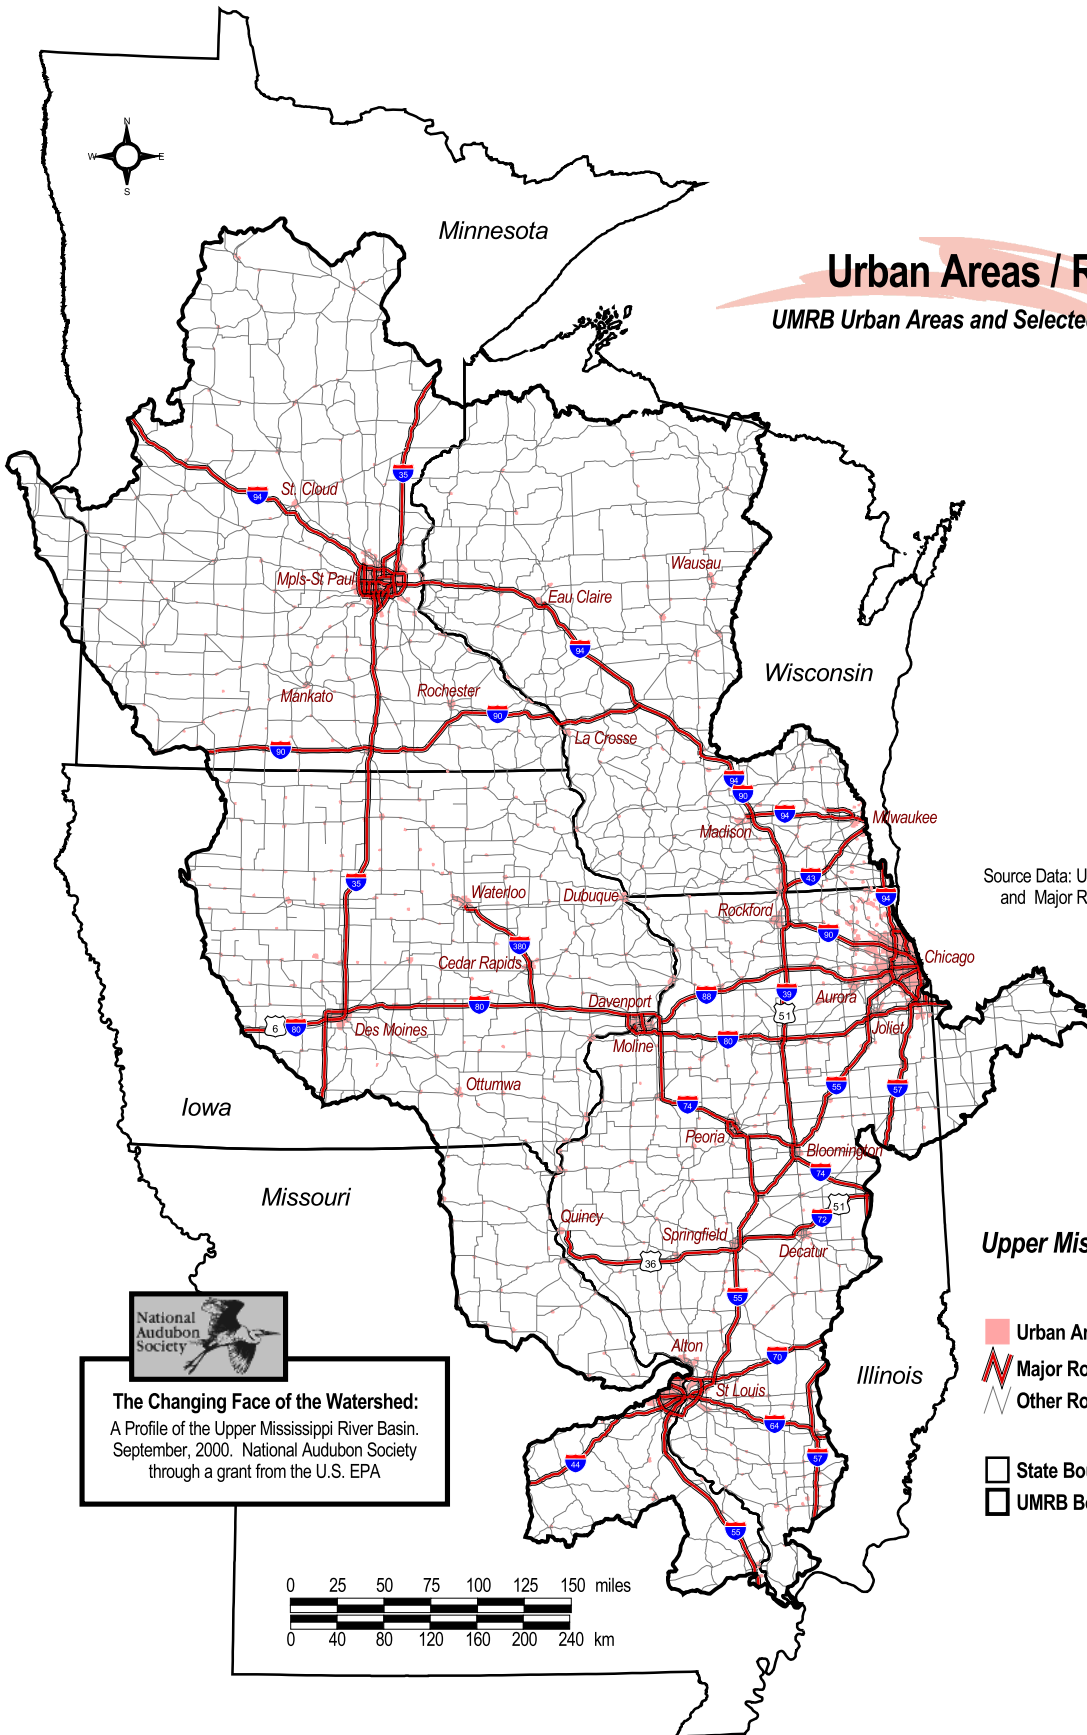 N
W E
S
Minnesota
Urban Areas / R
UMRB Urban Areas and Selecte
35
94
St. Cloud
Wausau
Mpls-St Paul
Eau Claire
94
Wisconsin
Mankato
Rochester
90
La Crosse
90
94
90
94
Milwaukee
Madison
43
35
Source Data: U
and Major R
Waterloo
Dubuque
94
Rockford
90
380
Cedar Rapids
Chicago
88
39
Aurora
80
Davenport
51
6
80
Des Moines
Joliet
Moline
80
Ottumwa
55
57
Iowa
74
Peoria
Bloomington
74
Missouri
51
Quincy
72
Springfield
Decatur
36
Upper Mis
55
National
Audubon
Society
Urban Ar
Alton
70
Major Ro
Illinois
St Louis
Other Ro
The Changing Face of the Watershed:
A Profile of the Upper Mississippi River Basin.
September, 2000. National Audubon Society
through a grant from the U.S. EPA
64
57
44
State Bou
UMRB Bo
55
0 25 50 75 100 125 150 miles
0 40 80 120 160 200 240 km